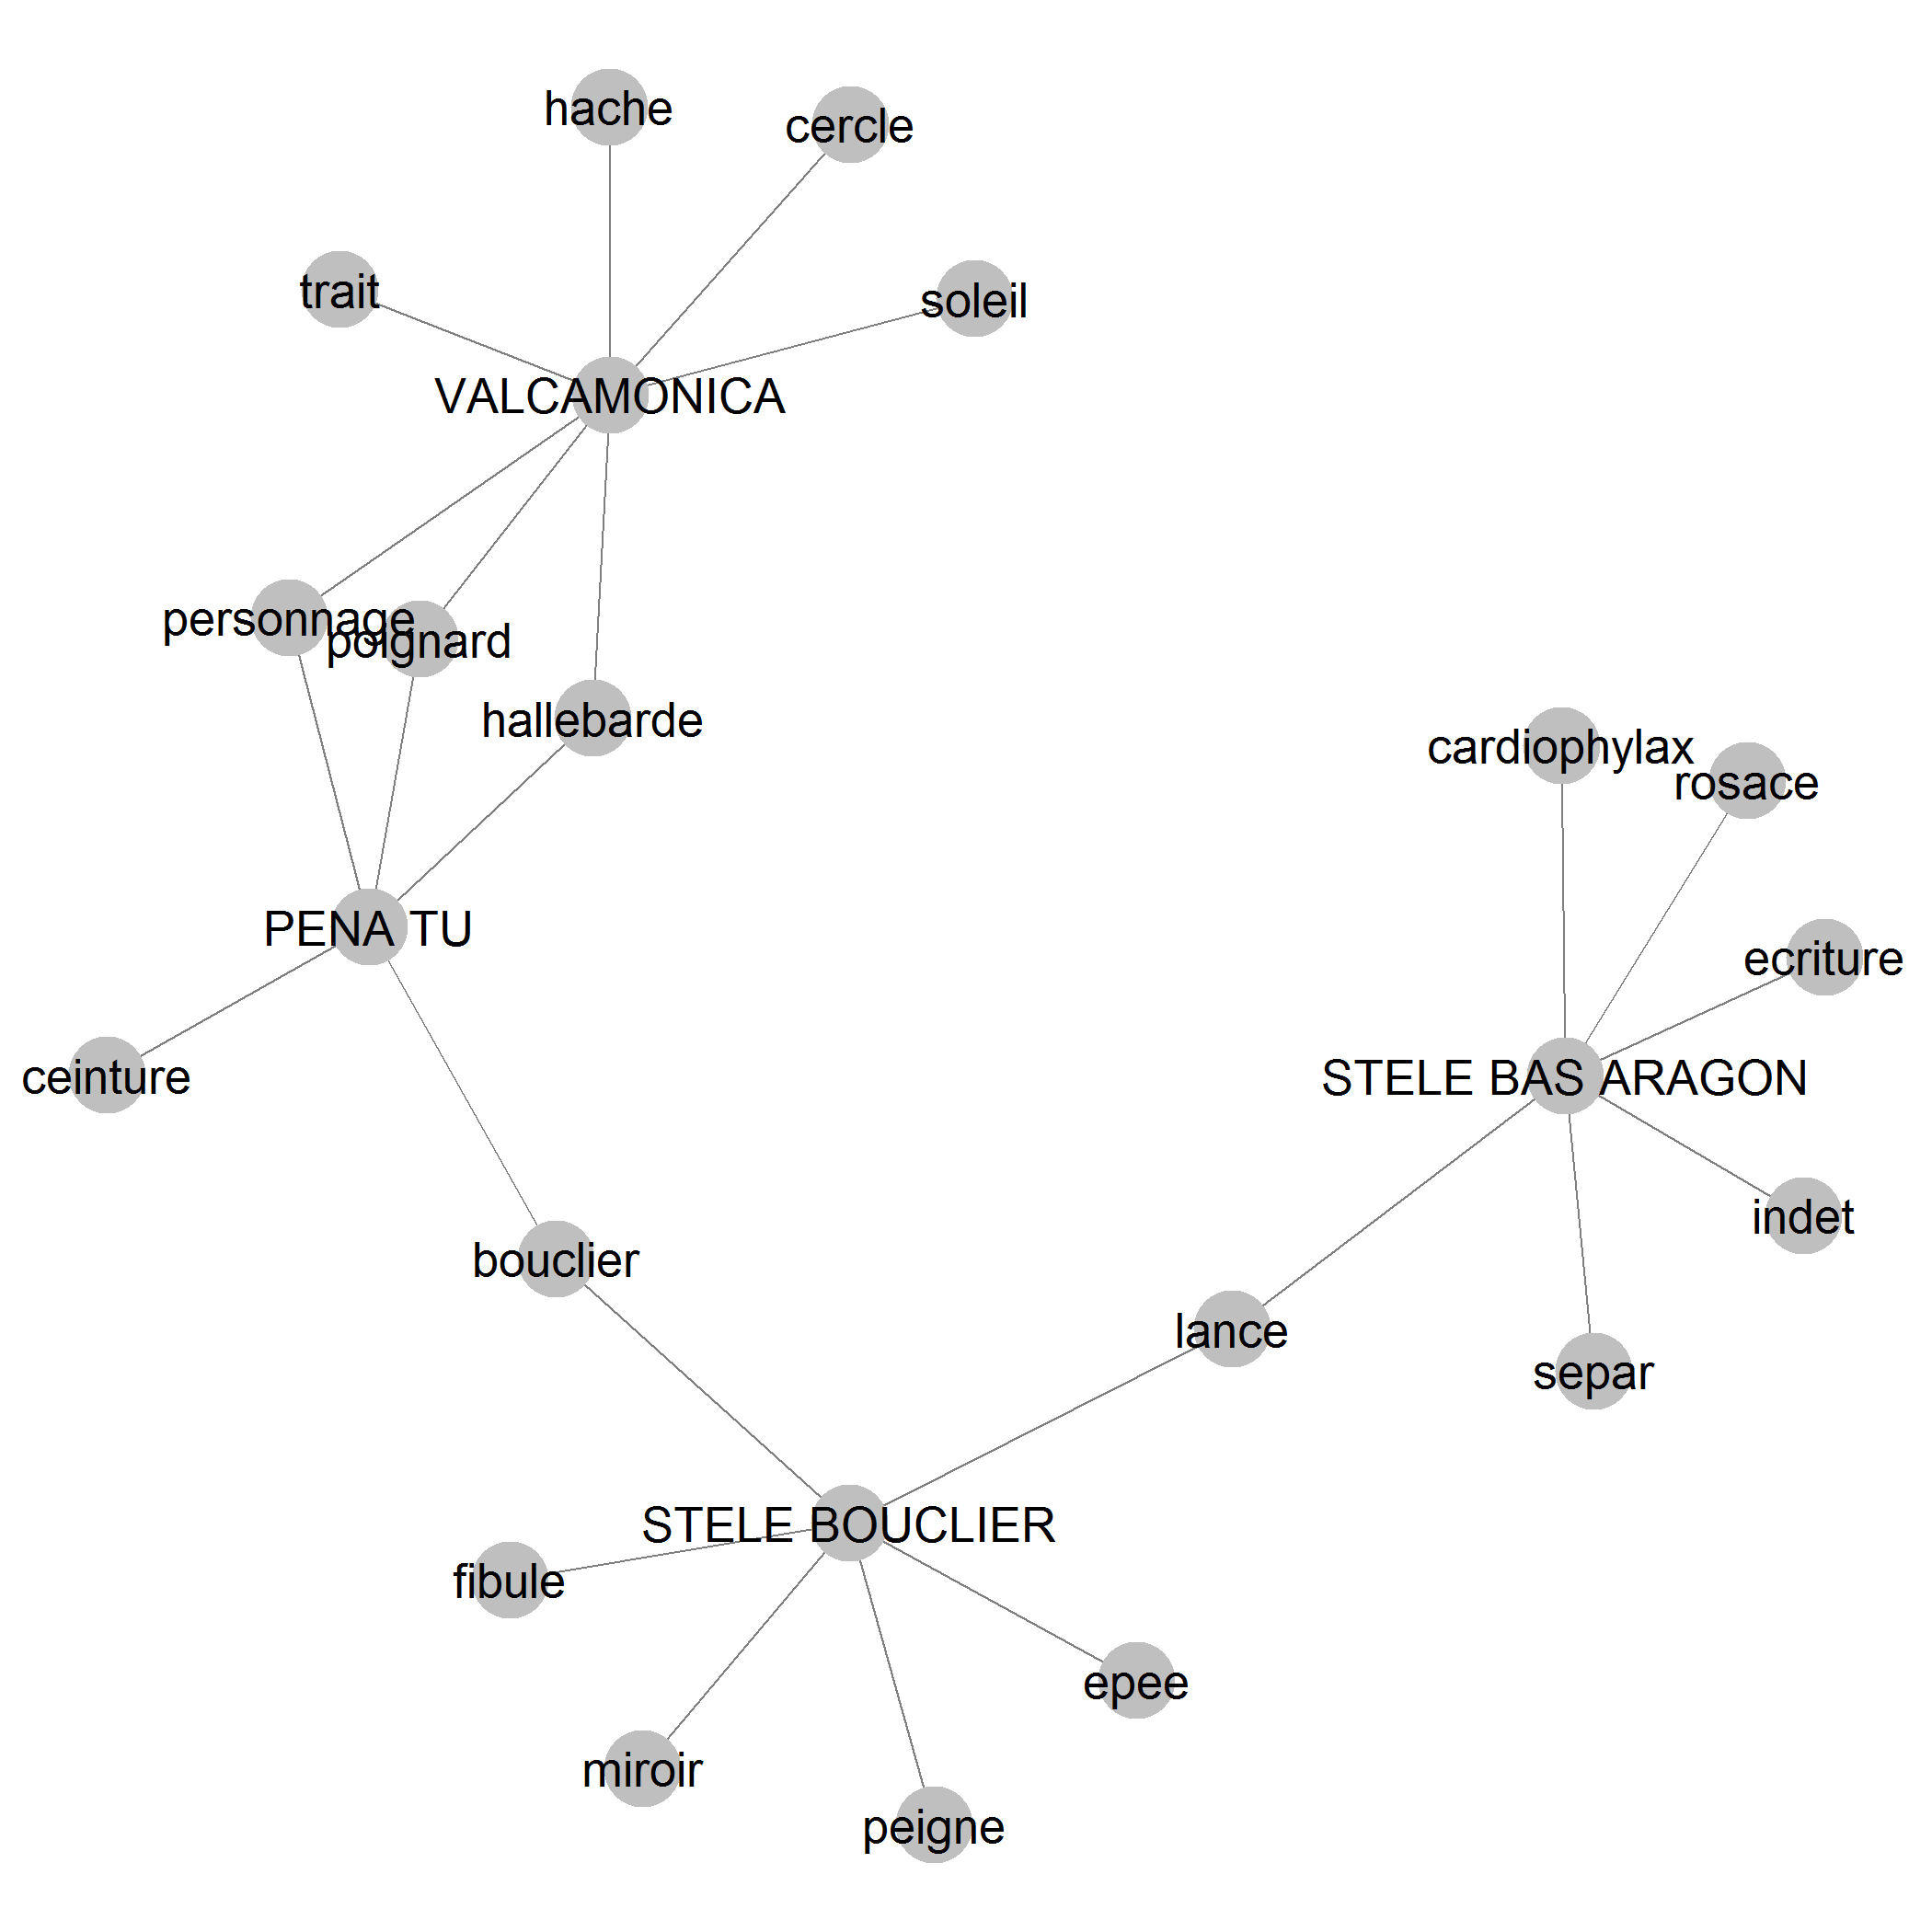 hache
cercle
trait
soleil
VALCAMONICA
personnage
poignard
hallebarde
cardiophylax
rosace
PENA TU
ecriture
ceinture
STELE BAS ARAGON
indet
bouclier
lance
separ
STELE BOUCLIER
fibule
epee
miroir
peigne